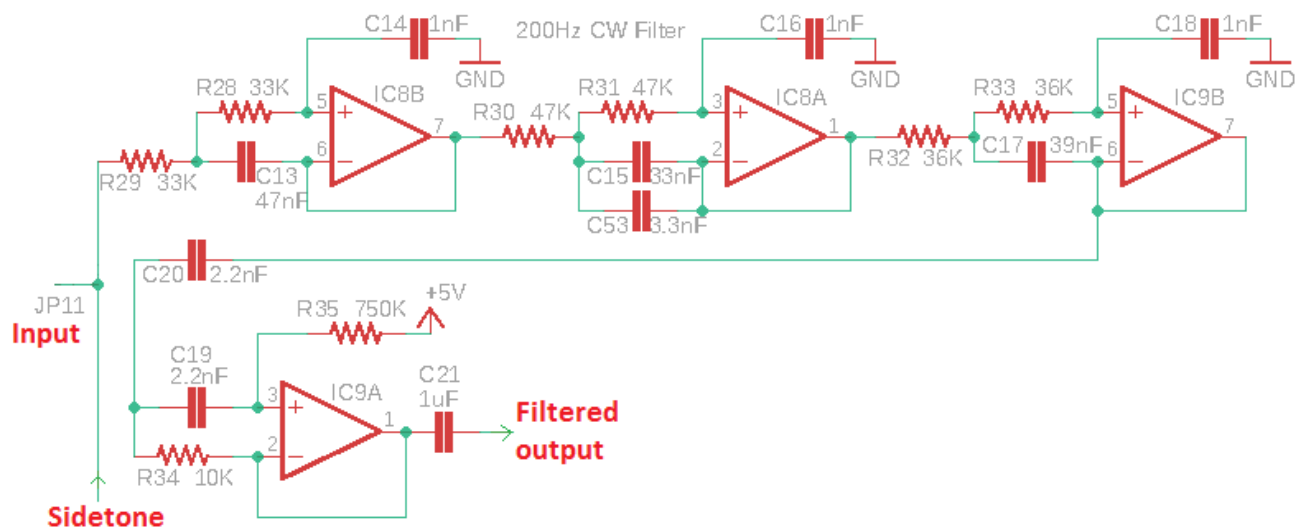 C14 1nF
GND
200Hz CW Filter
C16 1nF
GND
C18 1nF
GND
R28 33K
R29 33K
C13
47nF
5
6
7
+
−
IC8B
R30 47K
R31 47K
C15 33nF
C53 3.3nF
3
2
1
+
−
IC8A
R32 36K
R33 36K
C17 39nF
5
6
7
+
−
IC9B
C20 2.2nF
JP11
Input
R35 750K
+5V
C19
2.2nF
R34 10K
3
2
1
+
−
IC9A
C21
1uF
Filtered
output
Sidetone